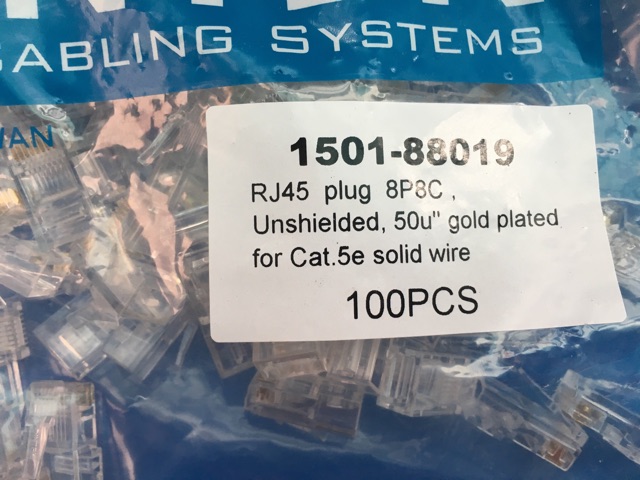 CABLING SYSTEMS
1501-88019
RJ45 plug 8P8C ,
Unshielded, 50u" gold plated
for Cat.5e solid wire
100PCS